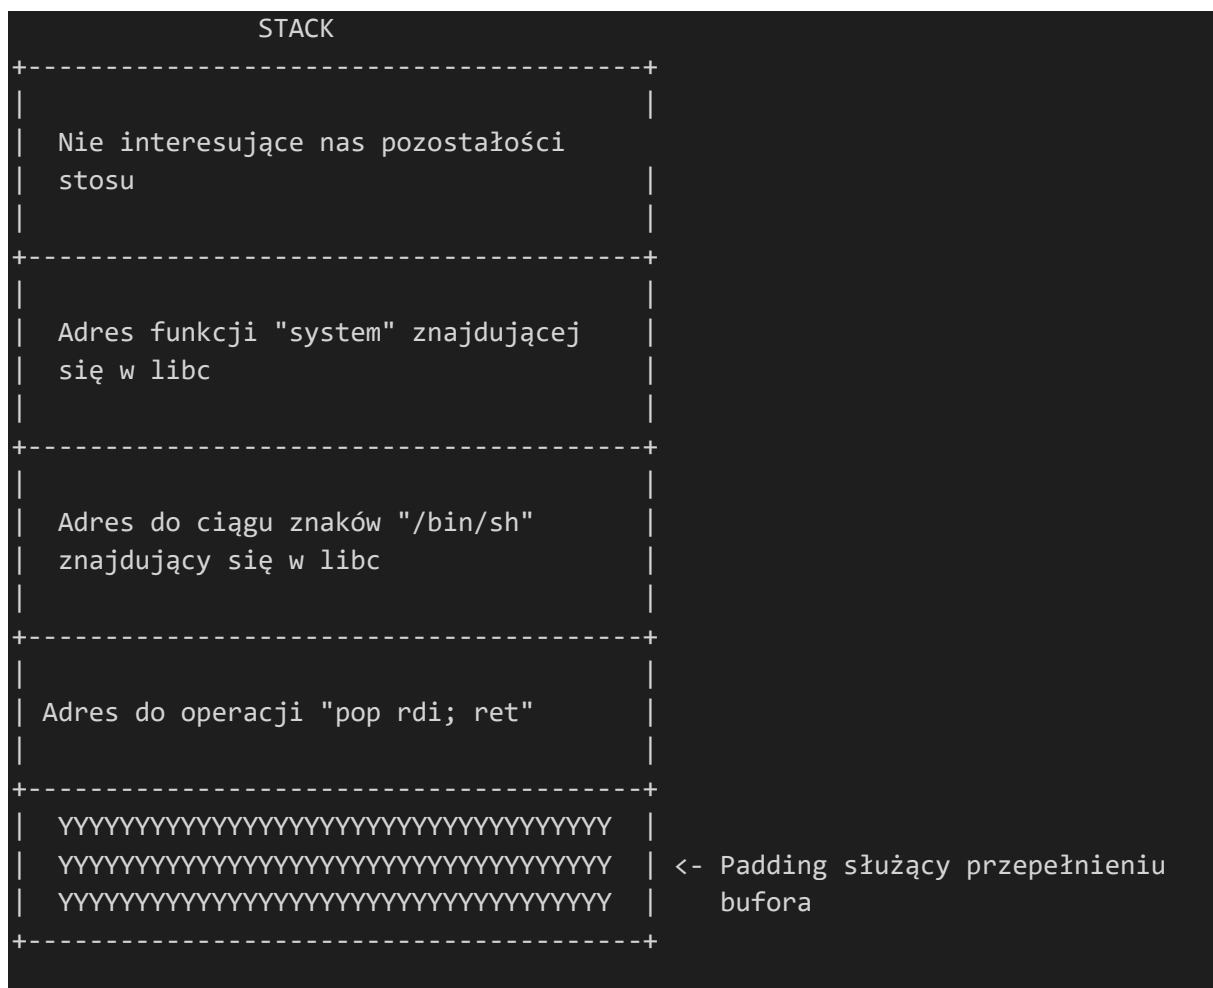 STACK
+----------------------------------------+
|                                        |
|  Nie interesujące nas pozostałości
|  stosu                                 |
|                                        |
+----------------------------------------+
|                                        |
|  Adres funkcji "system" znajdującej    |
|  się w libc                            |
|                                        |
+----------------------------------------+
|                                        |
|  Adres do ciągu znaków "/bin/sh"       |
|  znajdujący się w libc                 |
|                                        |
+----------------------------------------+
|                                        |
| Adres do operacji "pop rdi; ret"       |
|                                        |
+----------------------------------------+
|  YYYYYYYYYYYYYYYYYYYYYYYYYYYYYYYYYYYY  |
|  YYYYYYYYYYYYYYYYYYYYYYYYYYYYYYYYYYYY  | <- Padding służący przepełnieniu
|  YYYYYYYYYYYYYYYYYYYYYYYYYYYYYYYYYYYY  |    bufora
+----------------------------------------+